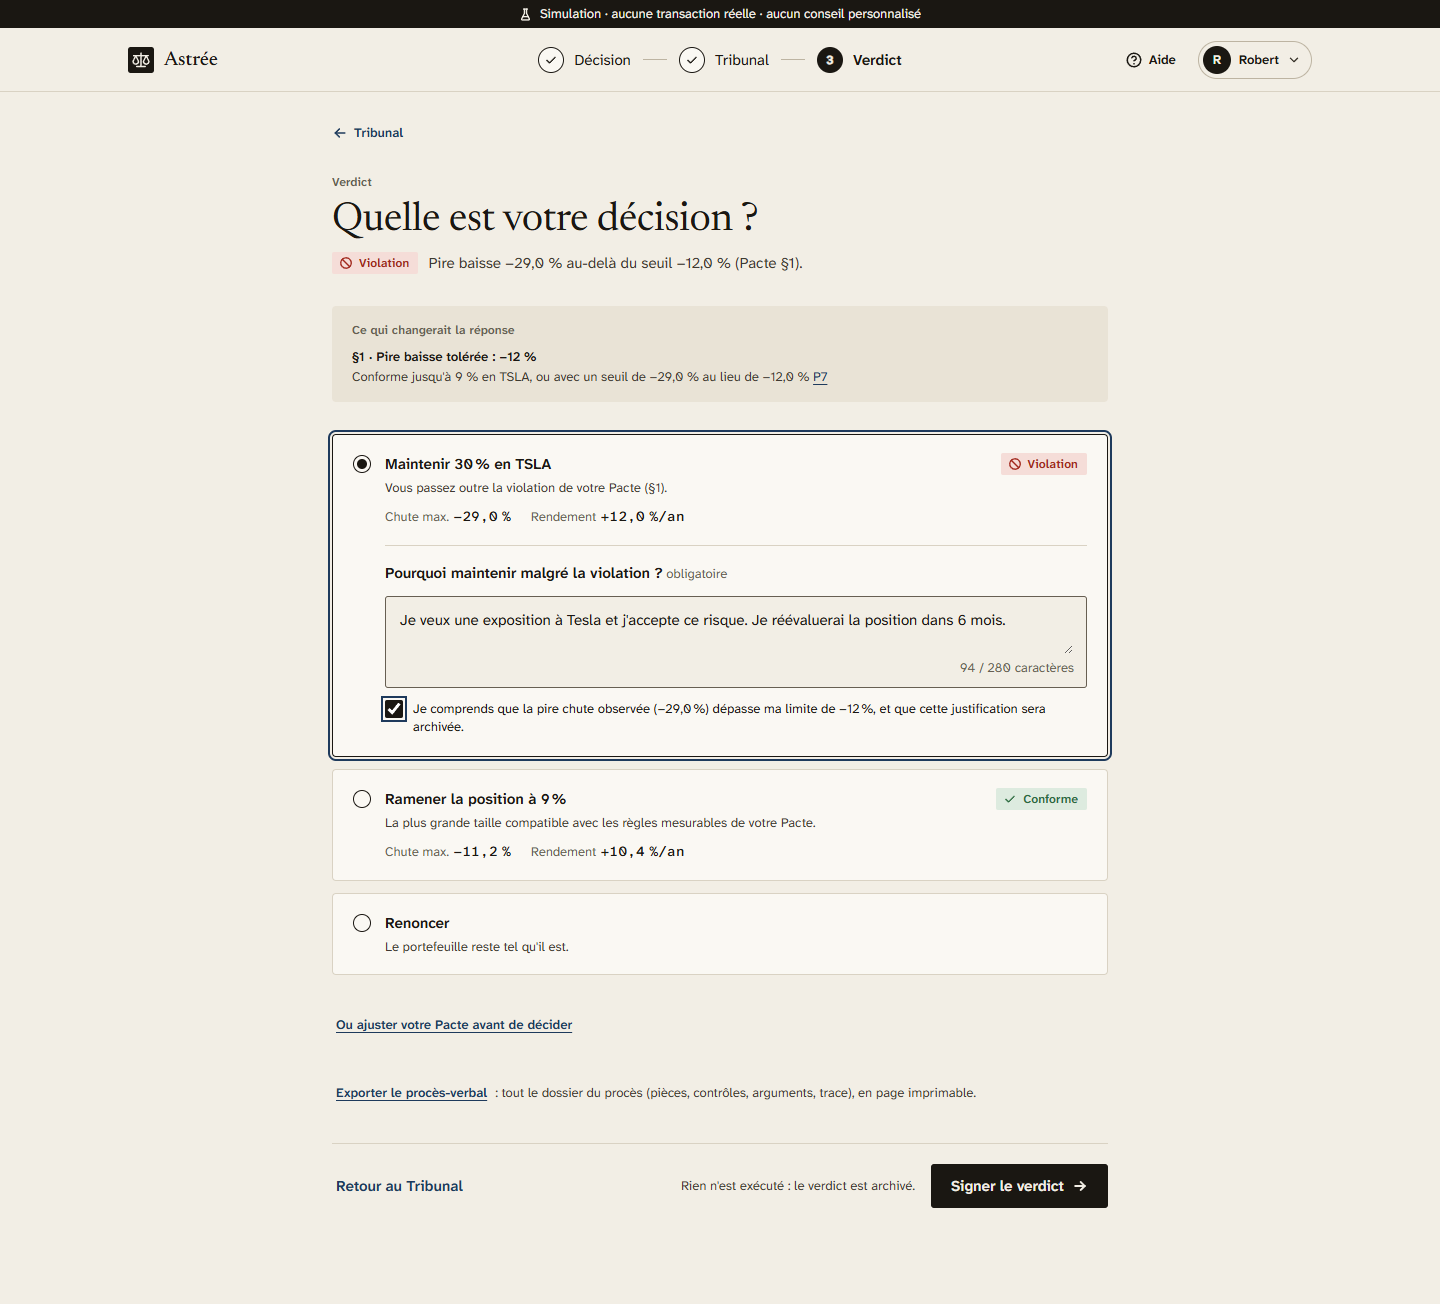 Simulation · aucune transaction réelle · aucun conseil personnalisé
Astrée
Décision
Tribunal
3 Verdict
Aide
R Robert
Tribunal
Verdict
Quelle est votre décision ?
Violation Pire baisse −29,0 % au-delà du seuil −12,0 % (Pacte §1).
Ce qui changerait la réponse
§1 · Pire baisse tolérée : −12 %
Conforme jusqu'à 9 % en TSLA, ou avec un seuil de −29,0 % au lieu de −12,0 % P7
Maintenir 30 % en TSLA
Violation
Vous passez outre la violation de votre Pacte (§1).
Chute max. −29,0 % Rendement +12,0 %/an
Pourquoi maintenir malgré la violation ? obligatoire
Je veux une exposition à Tesla et j'accepte ce risque. Je réévaluerai la position dans 6 mois.
94 / 280 caractères
Je comprends que la pire chute observée (−29,0 %) dépasse ma limite de −12 %, et que cette justification sera
archivée.
Ramener la position à 9 %
Conforme
La plus grande taille compatible avec les règles mesurables de votre Pacte.
Chute max. −11,2 % Rendement +10,4 %/an
Renoncer
Le portefeuille reste tel qu'il est.
Ou ajuster votre Pacte avant de décider
Exporter le procès-verbal : tout le dossier du procès (pièces, contrôles, arguments, trace), en page imprimable.
Retour au Tribunal
Rien n'est exécuté : le verdict est archivé.
Signer le verdict